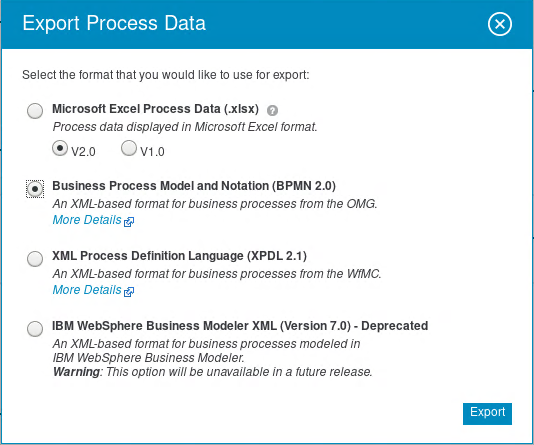 Export Process Data
Select the format that you would like to use for export:
Microsoft Excel Process Data (.xlsx) ?
Process data displayed in Microsoft Excel format.
V2.0 V1.0
Business Process Model and Notation (BPMN 2.0)
An XML-based format for business processes from the OMG.
More Details
XML Process Definition Language (XPDL 2.1)
An XML-based format for business processes from the WfMC.
More Details
IBM WebSphere Business Modeler XML (Version 7.0) - Deprecated
An XML-based format for business processes modeled in
IBM WebSphere Business Modeler.
Warning: This option will be unavailable in a future release.
Export